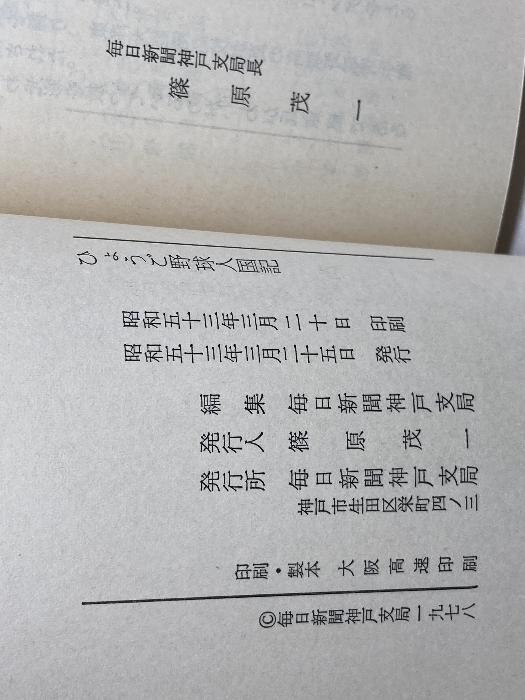 毎日新聞神戸支局長
篠原茂一
ひょうご野球人国記
昭和五十三年三月二十日 印刷
昭和五十三年三月二十五日 発行
編集 毎日新聞神戸支局
発行人 篠原茂一
発行所 毎日新聞神戸支局
神戸市生田区栄町四ノ三
印刷・製本 大阪高速印刷
©毎日新聞神戸支局一九七八